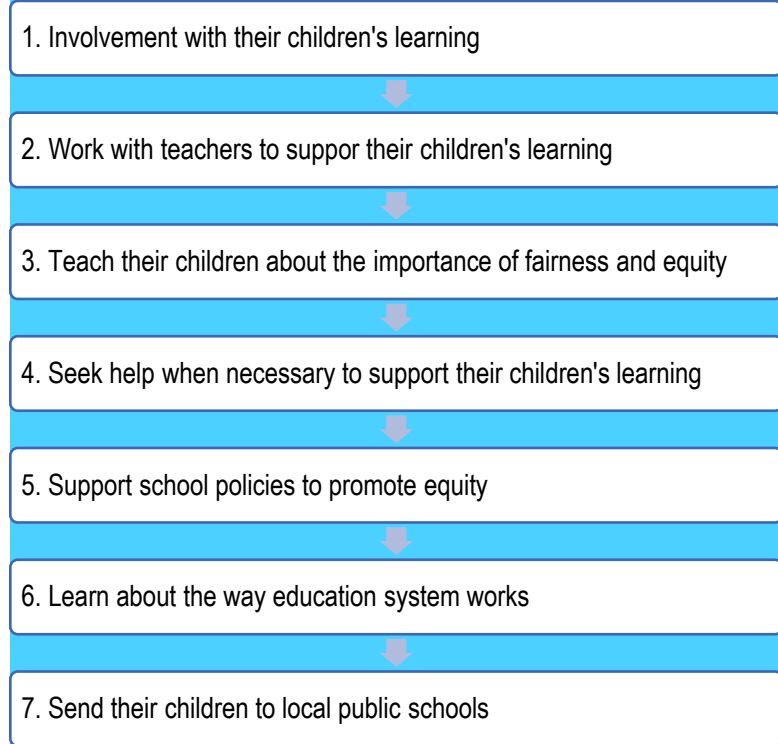 1. Involvement with their children's learning
2. Work with teachers to suppor their children's learning
3. Teach their children about the importance of fairness and equity
4. Seek help when necessary to support their children's learning
5. Support school policies to promote equity
6. Learn about the way education system works
7. Send their children to local public schools